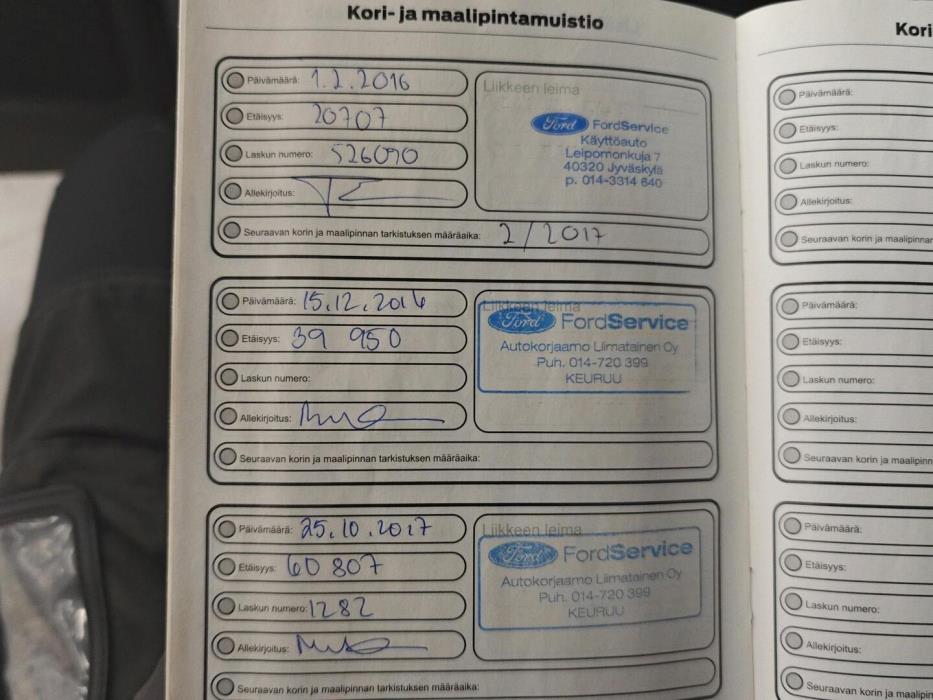 Kori- ja maalipintamuistio
Päivämäärä: 1.2.2016
Etäisyys: 20707
Laskun numero: 526090
Allekirjoitus:
Liikkeen leima
Ford FordService
Käyttöauto
Leipomonkuja 7
40320 Jyväskylä
p. 014-3314 640
Seuraavan korin ja maalipinnan tarkistuksen määräaika: 2/2017
Päivämäärä: 15.12.2016
Etäisyys: 39 950
Laskun numero:
Allekirjoitus:
Liikkeen leima
Ford FordService
Autokorjaamo Liimatainen Oy
Puh. 014-720 399
KEURUU
Seuraavan korin ja maalipinnan tarkistuksen määräaika:
Päivämäärä: 25.10.2017
Etäisyys: 60 807
Laskun numero: 1282
Allekirjoitus:
Liikkeen leima
Ford FordService
Autokorjaamo Liimatainen Oy
Puh. 014-720 399
KEURUU
Seuraavan korin ja maalipinnan tarkistuksen määräaika:
Kori
Päivämäärä:
Etäisyys:
Laskun numero:
Allekirjoitus:
Seuraavan korin ja maalipinnan
Päivämäärä:
Etäisyys:
Laskun numero:
Allekirjoitus:
Seuraavan korin ja maalipinn
Päivämäärä:
Etäisyys:
Laskun numero:
Allekirjoitus:
Seuraavan korin ja maalipin